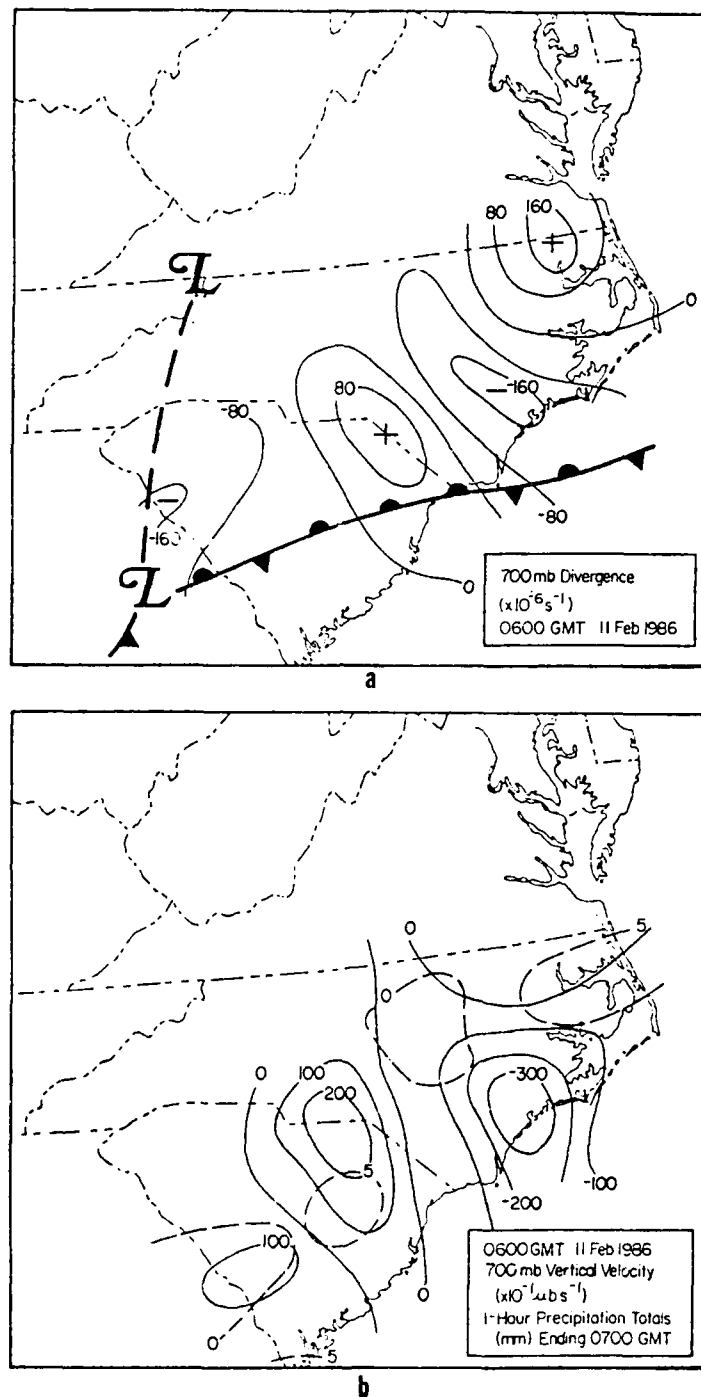 80
160
0
-160
80
-80
-160
-80
0
L
L
700 mb Divergence
(x10⁻⁶s⁻¹)
0600 GMT 11 Feb 1986
a
0
5
0
0
100
200
-300
5
-100
-200
100
0
0
5
0600 GMT 11 Feb 1986
700 mb Vertical Velocity
(x10⁻¹μb s⁻¹)
1-Hour Precipitation Totals
(mm) Ending 0700 GMT
b